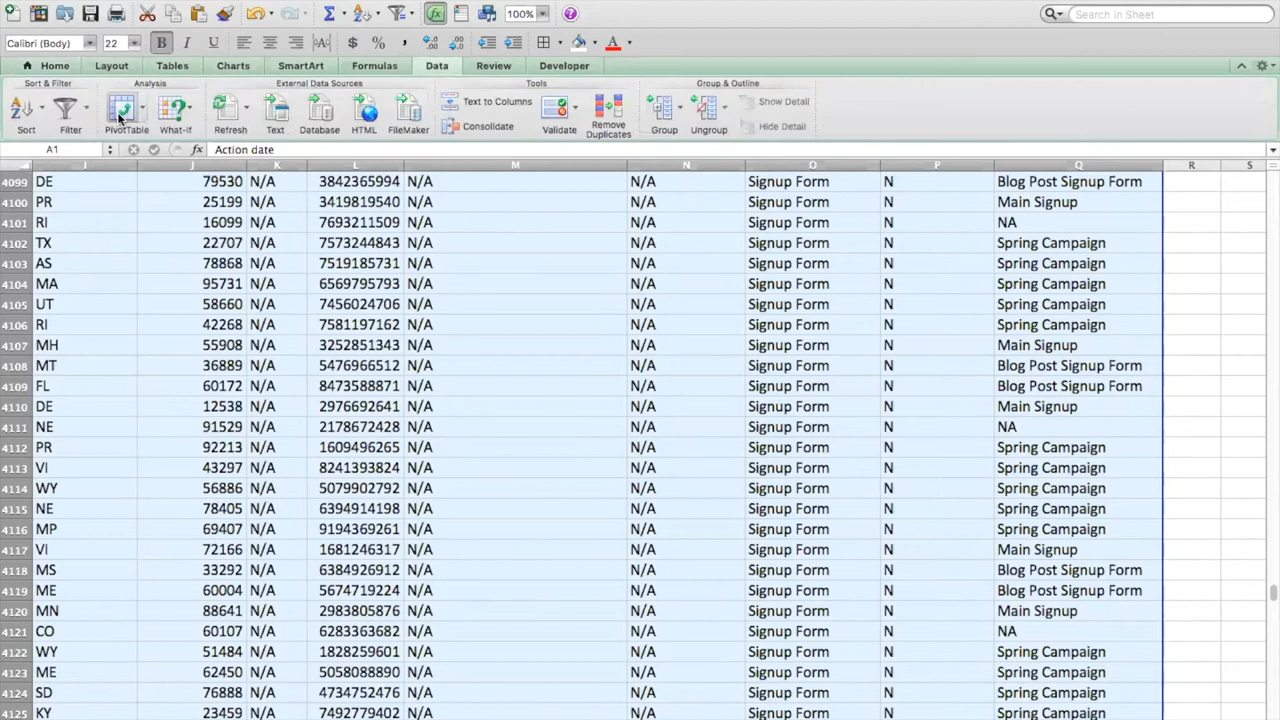 100%
Search in Sheet
Calibri (Body) 22 B I U ABC $ % ,
Home Layout Tables Charts SmartArt Formulas Data Review Developer
Sort & Filter Analysis External Data Sources Tools Group & Outline
Text to Columns Show Detail
Consolidate Hide Detail
Sort Filter PivotTable What-If Refresh Text Database HTML FileMaker Validate Remove Duplicates Group Ungroup
A1 fx Action date
I J K L M N O P Q R S
4099 DE 79530 N/A 3842365994 N/A N/A Signup Form N Blog Post Signup Form
4100 PR 25199 N/A 3419819540 N/A N/A Signup Form N Main Signup
4101 RI 16099 N/A 7693211509 N/A N/A Signup Form N NA
4102 TX 22707 N/A 7573244843 N/A N/A Signup Form N Spring Campaign
4103 AS 78868 N/A 7519185731 N/A N/A Signup Form N Spring Campaign
4104 MA 95731 N/A 6569795793 N/A N/A Signup Form N Spring Campaign
4105 UT 58660 N/A 7456024706 N/A N/A Signup Form N Spring Campaign
4106 RI 42268 N/A 7581197162 N/A N/A Signup Form N Spring Campaign
4107 MH 55908 N/A 3252851343 N/A N/A Signup Form N Main Signup
4108 MT 36889 N/A 5476966512 N/A N/A Signup Form N Blog Post Signup Form
4109 FL 60172 N/A 8473588871 N/A N/A Signup Form N Blog Post Signup Form
4110 DE 12538 N/A 2976692641 N/A N/A Signup Form N Main Signup
4111 NE 91529 N/A 2178672428 N/A N/A Signup Form N NA
4112 PR 92213 N/A 1609496265 N/A N/A Signup Form N Spring Campaign
4113 VI 43297 N/A 8241393824 N/A N/A Signup Form N Spring Campaign
4114 WY 56886 N/A 5079902792 N/A N/A Signup Form N Spring Campaign
4115 NE 78405 N/A 6394914198 N/A N/A Signup Form N Spring Campaign
4116 MP 69407 N/A 9194369261 N/A N/A Signup Form N Spring Campaign
4117 VI 72166 N/A 1681246317 N/A N/A Signup Form N Main Signup
4118 MS 33292 N/A 6384926912 N/A N/A Signup Form N Blog Post Signup Form
4119 ME 60004 N/A 5674719224 N/A N/A Signup Form N Blog Post Signup Form
4120 MN 88641 N/A 2983805876 N/A N/A Signup Form N Main Signup
4121 CO 60107 N/A 6283363682 N/A N/A Signup Form N NA
4122 WY 51484 N/A 1828259601 N/A N/A Signup Form N Spring Campaign
4123 ME 62450 N/A 5058088890 N/A N/A Signup Form N Spring Campaign
4124 SD 76888 N/A 4734752476 N/A N/A Signup Form N Spring Campaign
4125 KY 23459 N/A 7492779402 N/A N/A Signup Form N Spring Campaign